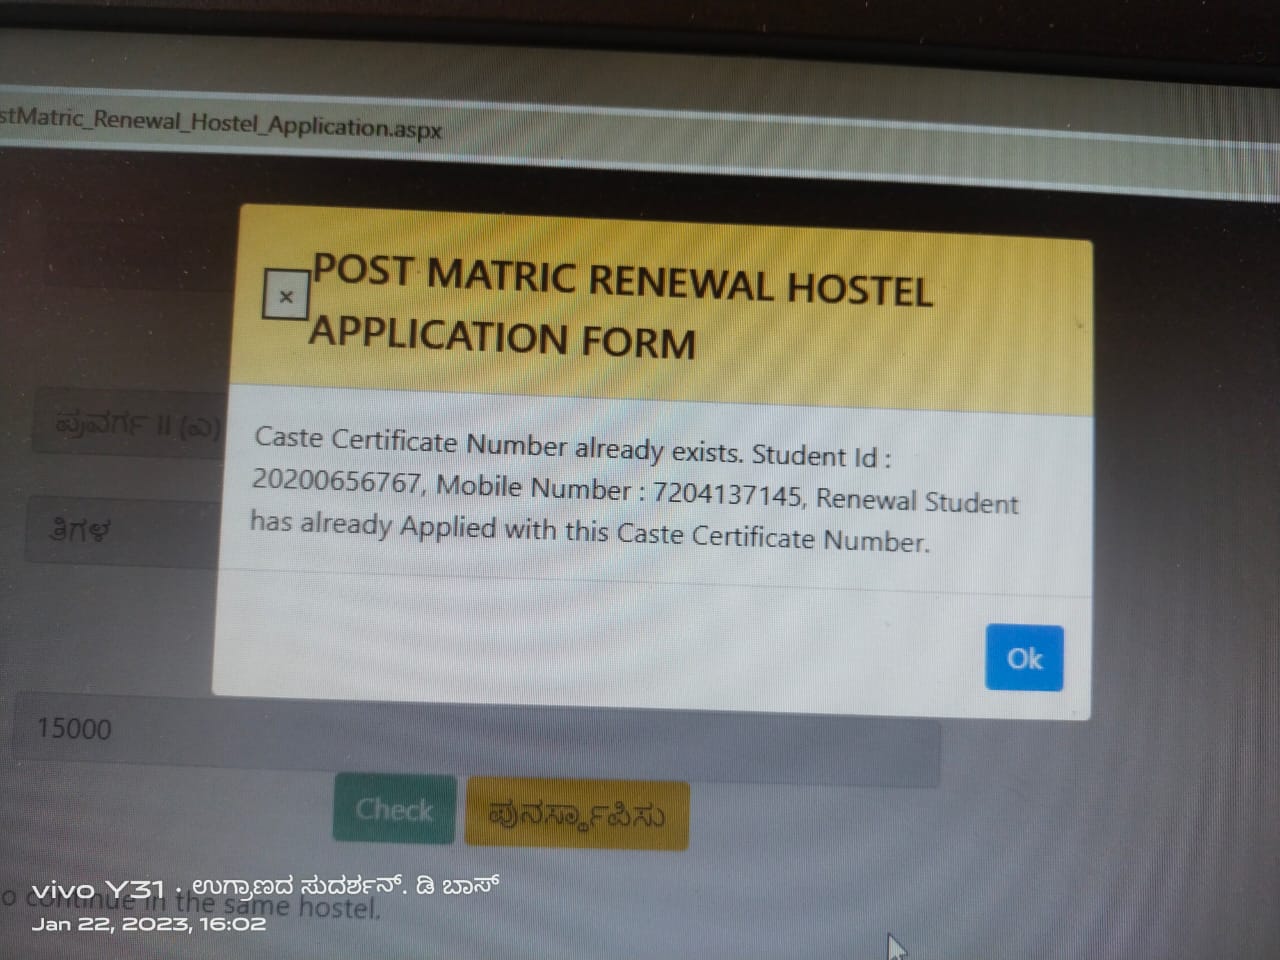 stMatric_Renewal_Hostel_Application.aspx
×
POST MATRIC RENEWAL HOSTEL
APPLICATION FORM
ಪ್ರವರ್ಗ II (ಎ)
Caste Certificate Number already exists. Student Id :
20200656767, Mobile Number : 7204137145, Renewal Student
has already Applied with this Caste Certificate Number.
ತಿಗಳ
Ok
15000
Check
ಪುನರ್ಸ್ಥಾಪಿಸು
o continue in the same hostel.
vivo Y31 · ಉಗ್ರಾಣದ ಸುದರ್ಶನ್. ಡಿ ಬಾಸ್
Jan 22, 2023, 16:02